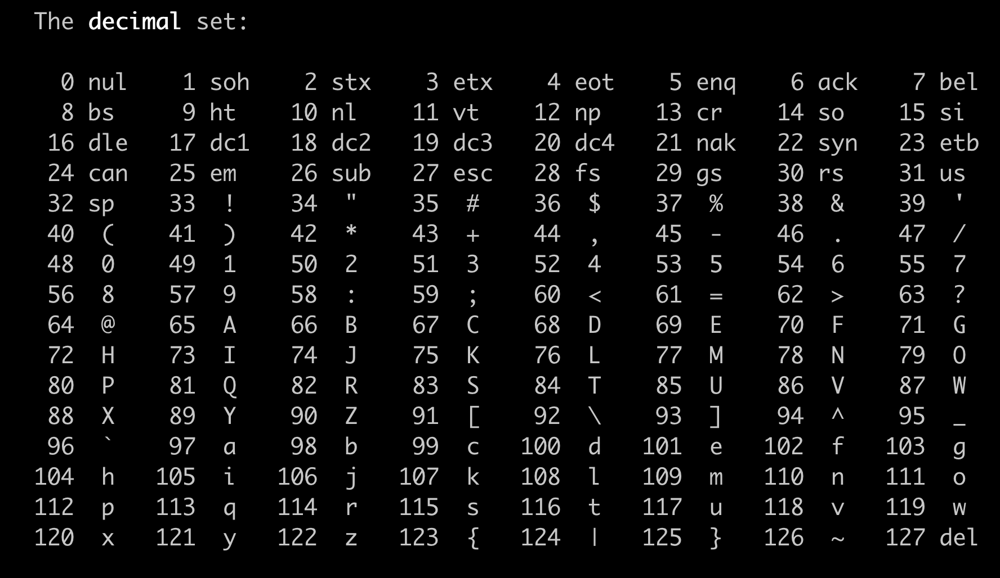 The decimal set:
0 nul 1 soh 2 stx 3 etx 4 eot 5 enq 6 ack 7 bel
8 bs 9 ht 10 nl 11 vt 12 np 13 cr 14 so 15 si
16 dle 17 dc1 18 dc2 19 dc3 20 dc4 21 nak 22 syn 23 etb
24 can 25 em 26 sub 27 esc 28 fs 29 gs 30 rs 31 us
32 sp 33 ! 34 " 35 # 36 $ 37 % 38 & 39 '
40 ( 41 ) 42 * 43 + 44 , 45 - 46 . 47 /
48 0 49 1 50 2 51 3 52 4 53 5 54 6 55 7
56 8 57 9 58 : 59 ; 60 < 61 = 62 > 63 ?
64 @ 65 A 66 B 67 C 68 D 69 E 70 F 71 G
72 H 73 I 74 J 75 K 76 L 77 M 78 N 79 O
80 P 81 Q 82 R 83 S 84 T 85 U 86 V 87 W
88 X 89 Y 90 Z 91 [ 92 \ 93 ] 94 ^ 95 _
96 ` 97 a 98 b 99 c 100 d 101 e 102 f 103 g
104 h 105 i 106 j 107 k 108 l 109 m 110 n 111 o
112 p 113 q 114 r 115 s 116 t 117 u 118 v 119 w
120 x 121 y 122 z 123 { 124 | 125 } 126 ~ 127 del